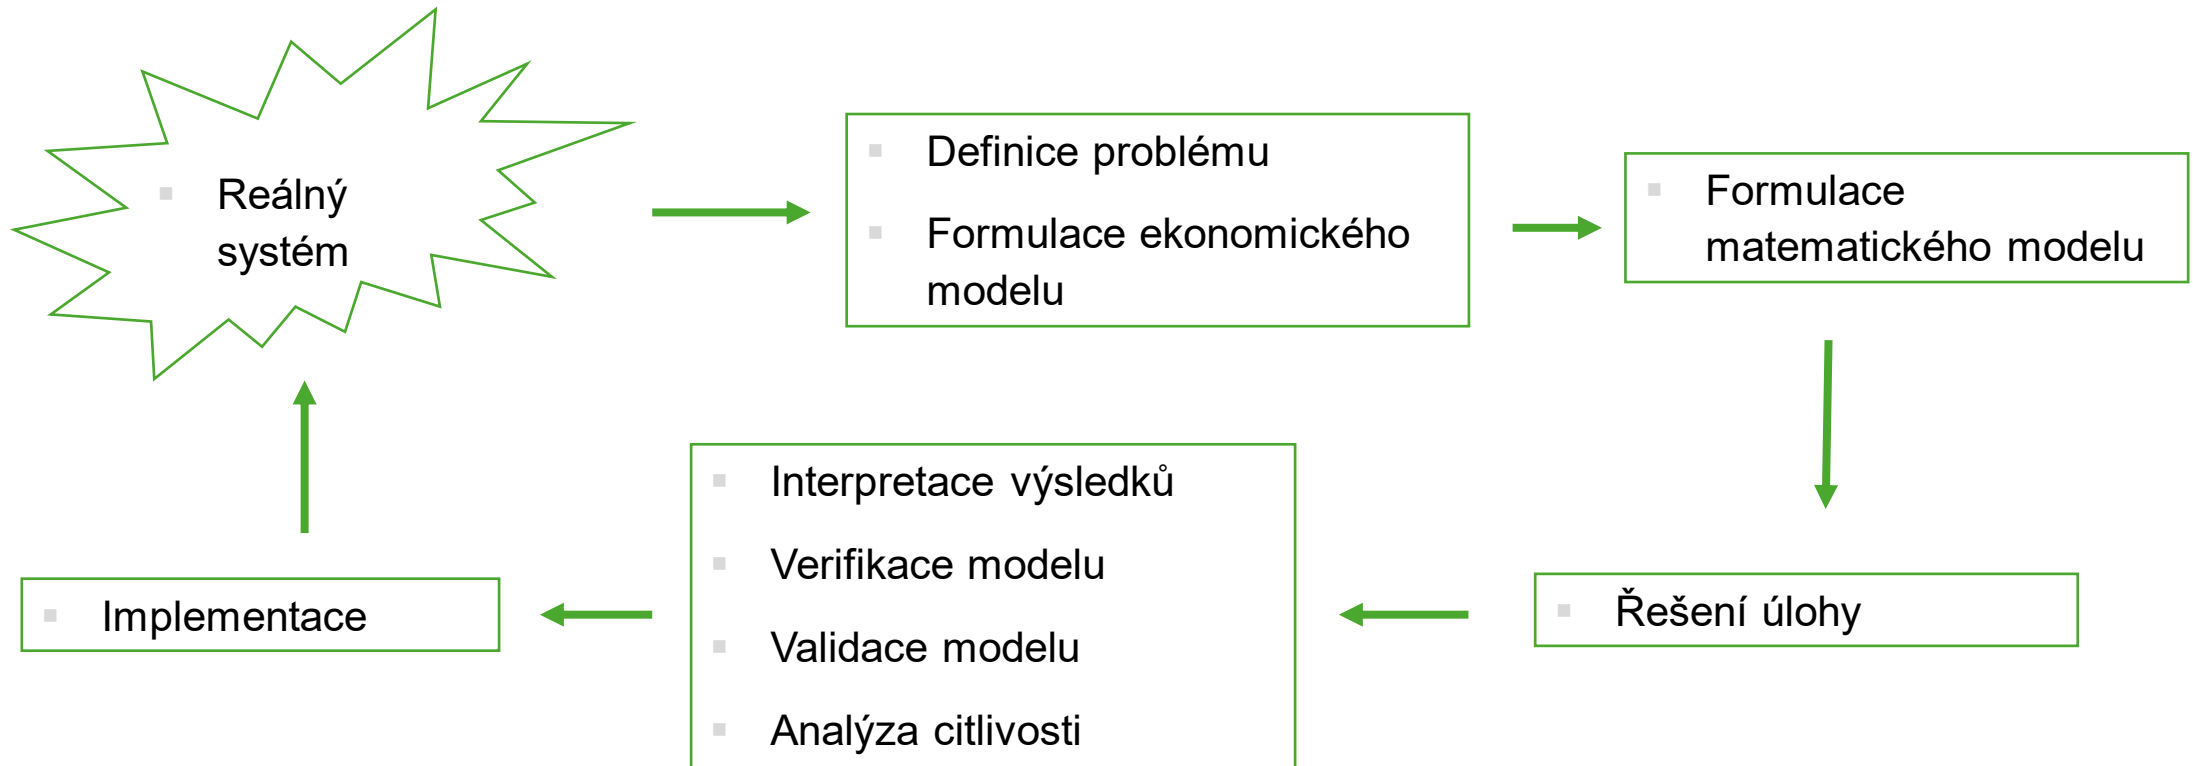 Reálný
systém
Definice problému
Formulace ekonomického
modelu
Formulace
matematického modelu
Řešení úlohy
Interpretace výsledků
Verifikace modelu
Validace modelu
Analýza citlivosti
Implementace